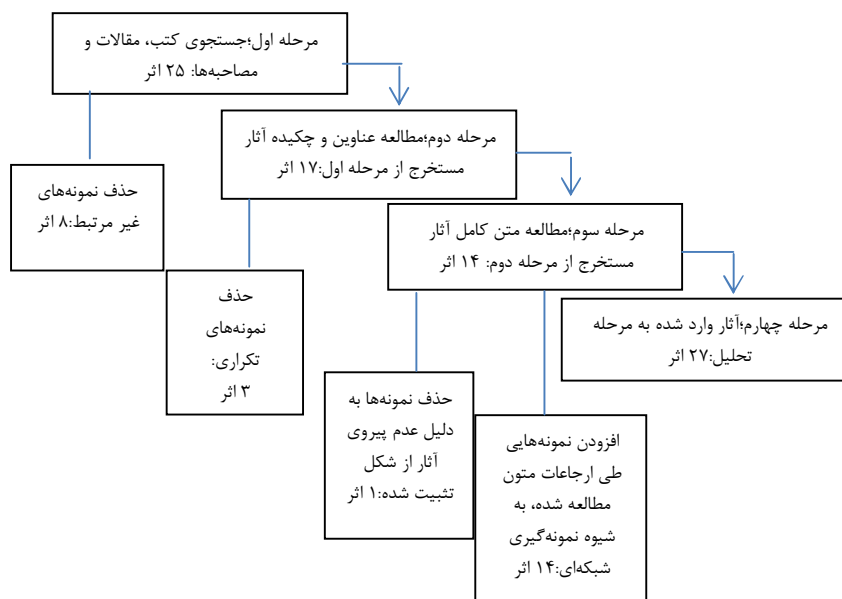 مرحله اول؛جستجوی کتب، مقالات و
مصاحبه‌ها: ۲۵ اثر
مرحله دوم؛مطالعه عناوین و چکیده آثار
مستخرج از مرحله اول:۱۷ اثر
حذف نمونه‌های
غیر مرتبط:۸ اثر
مرحله سوم؛مطالعه متن کامل آثار
مستخرج از مرحله دوم: ۱۴ اثر
حذف
نمونه‌های
تکراری:
۳ اثر
مرحله چهارم؛آثار وارد شده به مرحله
تحلیل:۲۷ اثر
حذف نمونه‌ها به
دلیل عدم پیروی
آثار از شکل
تثبیت شده:۱ اثر
افزودن نمونه‌هایی
طی ارجاعات متون
مطالعه شده، به
شیوه نمونه‌گیری
شبکه‌ای:۱۴ اثر